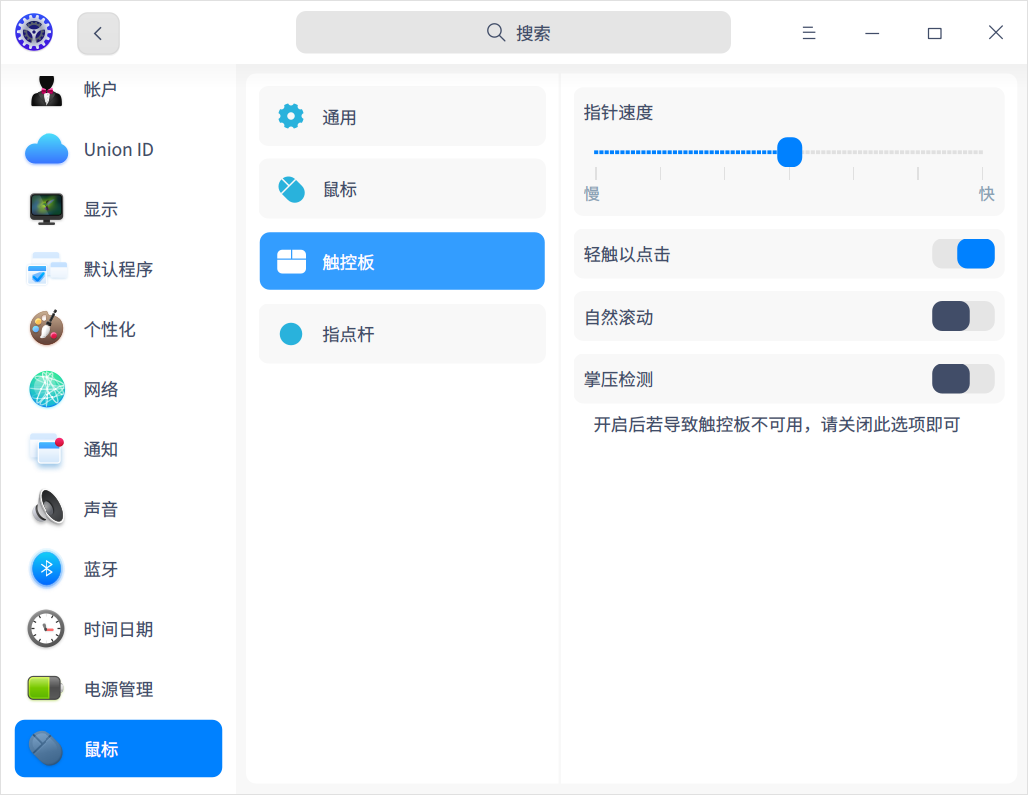 搜索
帐户
Union ID
显示
默认程序
个性化
网络
通知
声音
蓝牙
时间日期
电源管理
鼠标
通用
鼠标
触控板
指点杆
指针速度
慢 快
轻触以点击
自然滚动
掌压检测
开启后若导致触控板不可用，请关闭此选项即可